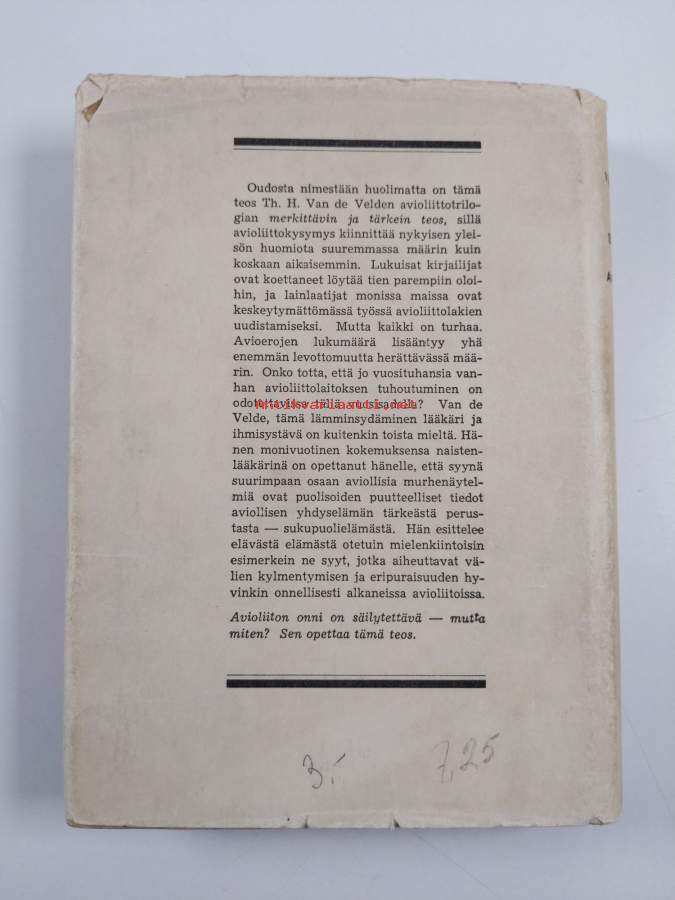 Oudosta nimestään huolimatta on tämä
teos Th. H. Van de Velden avioliittotrilo-
gian merkittävin ja tärkein teos, sillä
avioliittokysymys kiinnittää nykyisen ylei-
sön huomiota suuremmassa määrin kuin
koskaan aikaisemmin. Lukuisat kirjailijat
ovat koettaneet löytää tien parempiin oloi-
hin, ja lainlaatijat monissa maissa ovat
keskeytymättömässä työssä avioliittolakien
uudistamiseksi. Mutta kaikki on turhaa.
Avioerojen lukumäärä lisääntyy yhä
enemmän levottomuutta herättävässä mää-
rin. Onko totta, että jo vuosituhansia van-
han avioliittolaitoksen tuhoutuminen on
odotettavissa tällä vuosisadalla? Van de
Velde, tämä lämminsydäminen lääkäri ja
ihmisystävä on kuitenkin toista mieltä. Hä-
nen monivuotinen kokemuksensa naisten-
lääkärinä on opettanut hänelle, että syynä
suurimpaan osaan aviollisia murhenäytel-
miä ovat puolisoiden puutteelliset tiedot
aviollisen yhdyselämän tärkeästä perus-
tasta — sukupuolielämästä. Hän esittelee
elävästä elämästä otetuin mielenkiintoisin
esimerkein ne syyt, jotka aiheuttavat vä-
lien kylmentymisen ja eripuraisuuden hy-
vinkin onnellisesti alkaneissa avioliitoissa.
Avioliiton onni on säilytettävä — mutta
miten? Sen opettaa tämä teos.
3.-
7,25